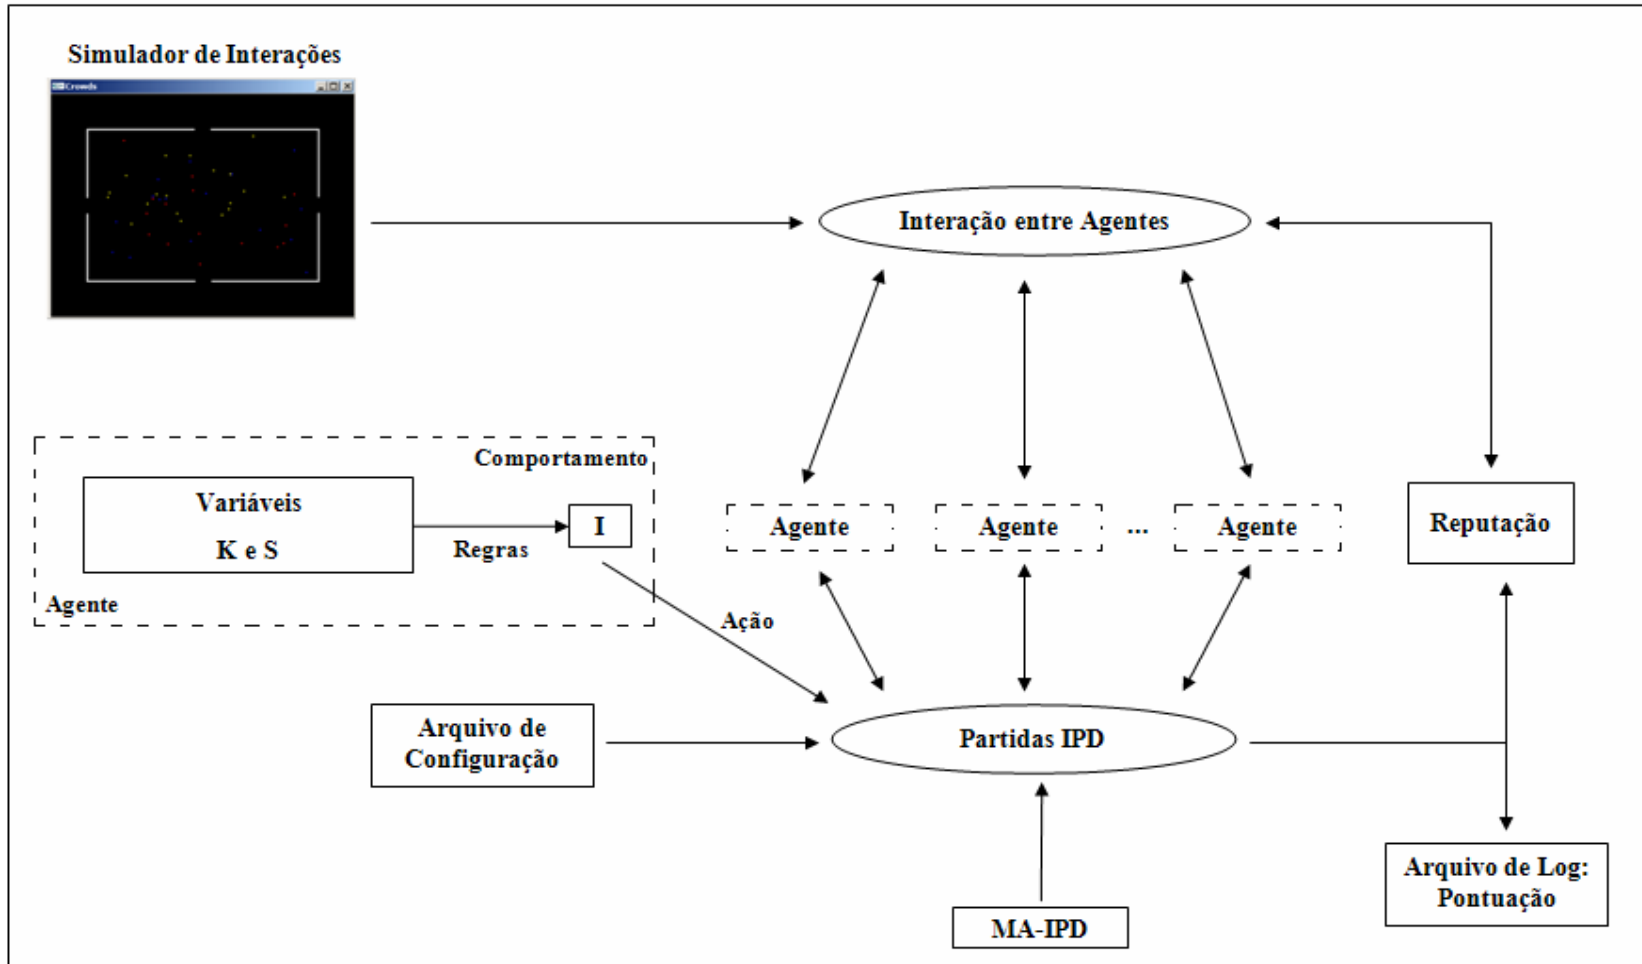 Simulador de Interações
Crowds
Interação entre Agentes
Comportamento
Variáveis
K e S
Regras
I
Agente
Agente
Agente
...
Agente
Reputação
Ação
Arquivo de
Configuração
Partidas IPD
Arquivo de Log:
Pontuação
MA-IPD